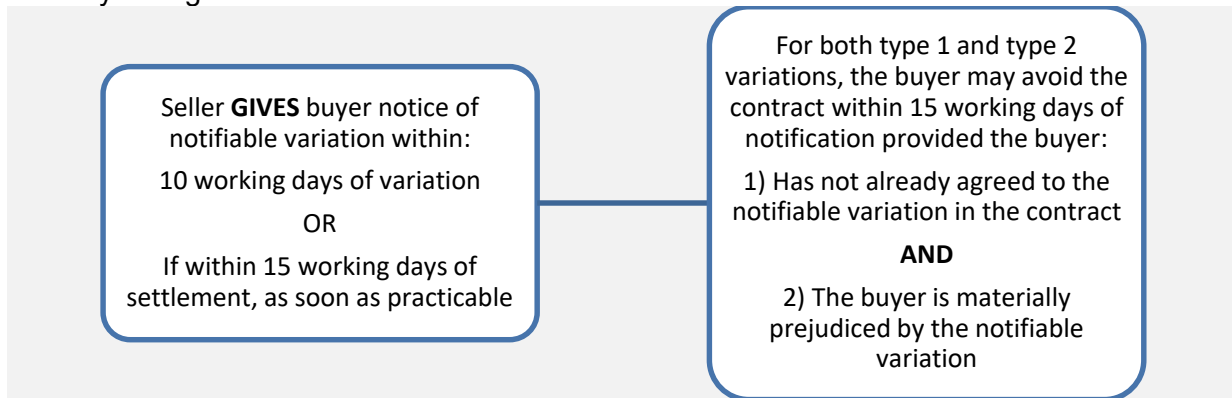 Seller GIVES buyer notice of
notifiable variation within:
10 working days of variation
OR
If within 15 working days of
settlement, as soon as practicable
For both type 1 and type 2
variations, the buyer may avoid the
contract within 15 working days of
notification provided the buyer:
1) Has not already agreed to the
notifiable variation in the contract
AND
2) The buyer is materially
prejudiced by the notifiable
variation